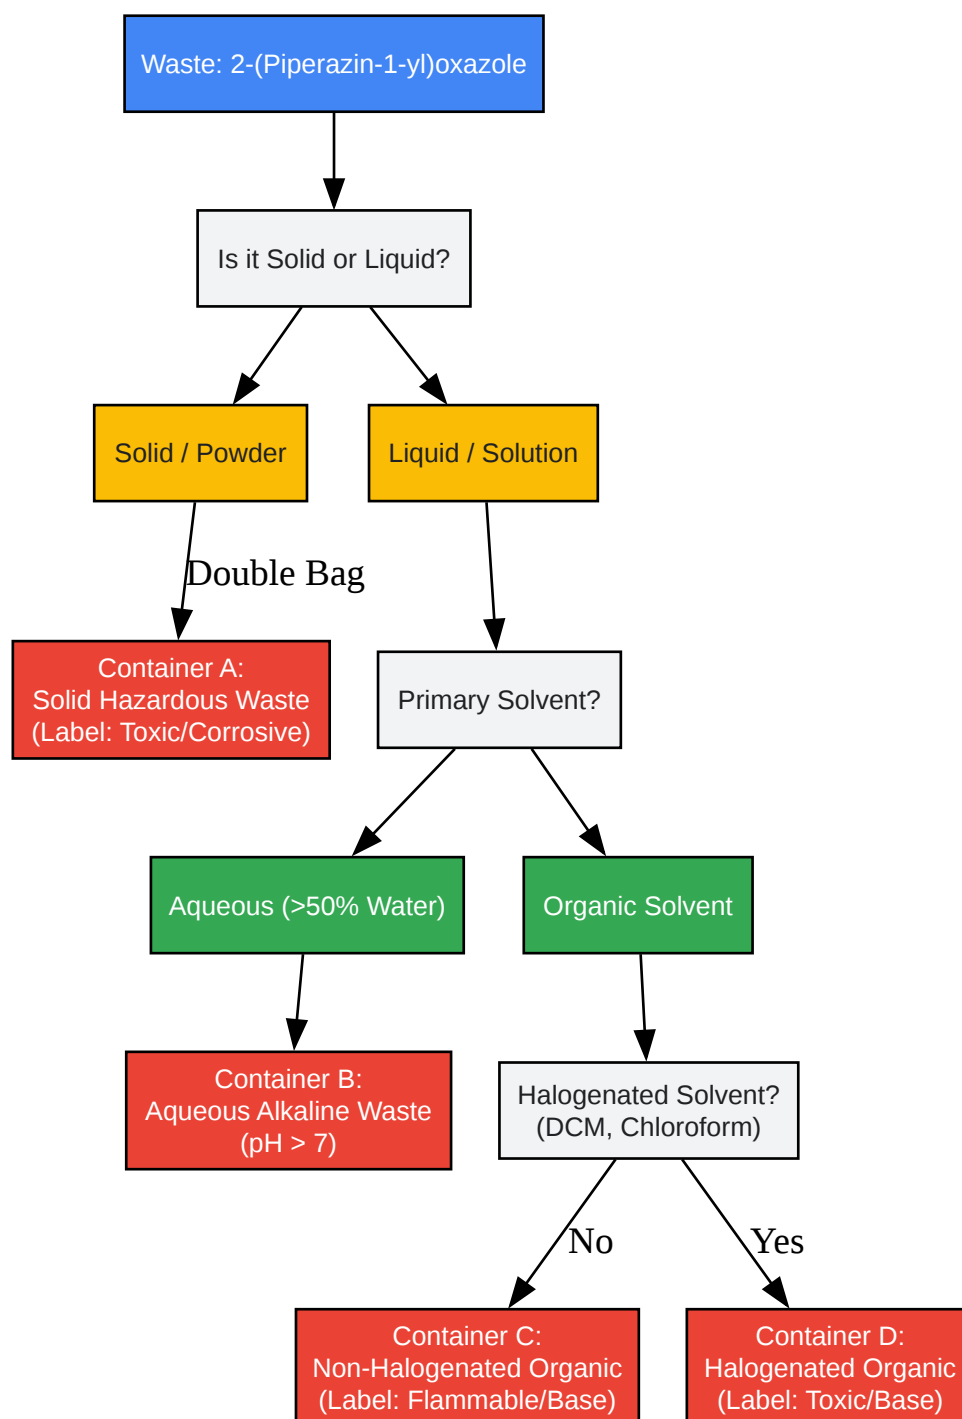 Waste: 2-(Piperazin-1-yl)oxazole
Is it Solid or Liquid?
Solid / Powder
Liquid / Solution
Double Bag
Container A:
Solid Hazardous Waste
(Label: Toxic/Corrosive)
Primary Solvent?
Aqueous (>50% Water)
Organic Solvent
Container B:
Aqueous Alkaline Waste
(pH > 7)
Halogenated Solvent?
(DCM, Chloroform)
No
Yes
Container C:
Non-Halogenated Organic
(Label: Flammable/Base)
Container D:
Halogenated Organic
(Label: Toxic/Base)